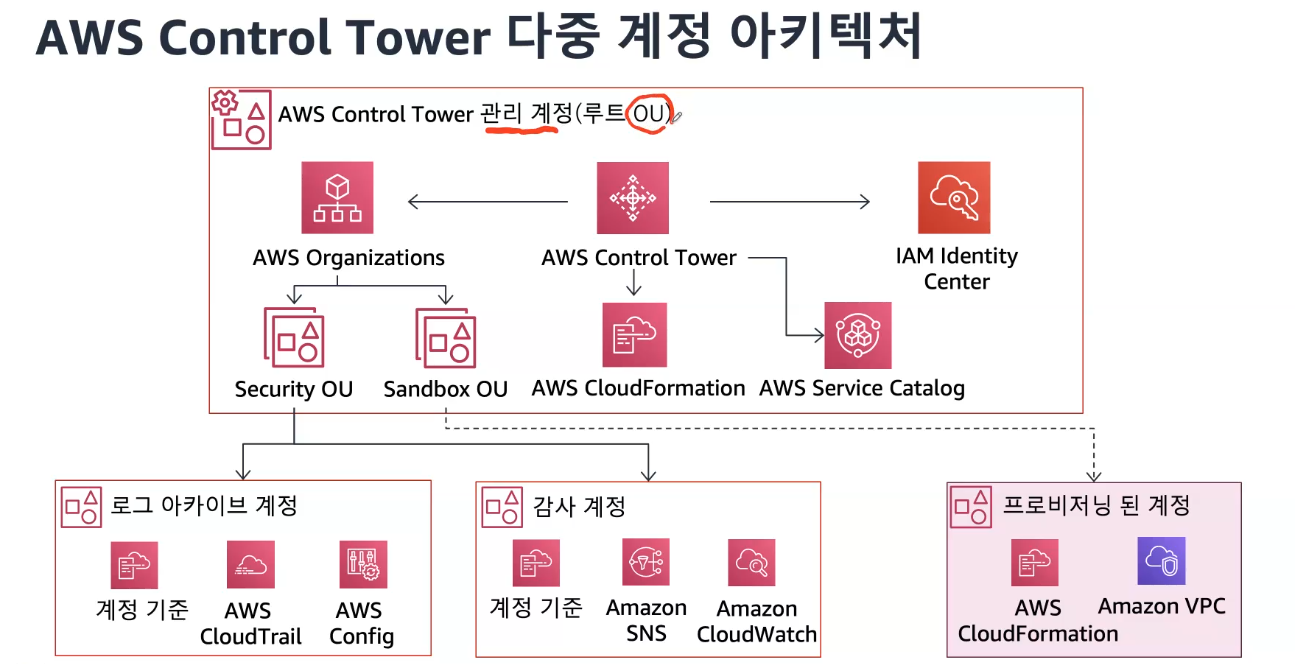 AWS Control Tower 다중 계정 아키텍처
AWS Control Tower 관리 계정(루트 OU)
AWS Organizations
AWS Control Tower
IAM Identity
Center
Security OU
Sandbox OU
AWS CloudFormation
AWS Service Catalog
로그 아카이브 계정
계정 기준
AWS
CloudTrail
AWS
Config
감사 계정
계정 기준
Amazon
SNS
Amazon
CloudWatch
프로비저닝 된 계정
AWS
CloudFormation
Amazon VPC